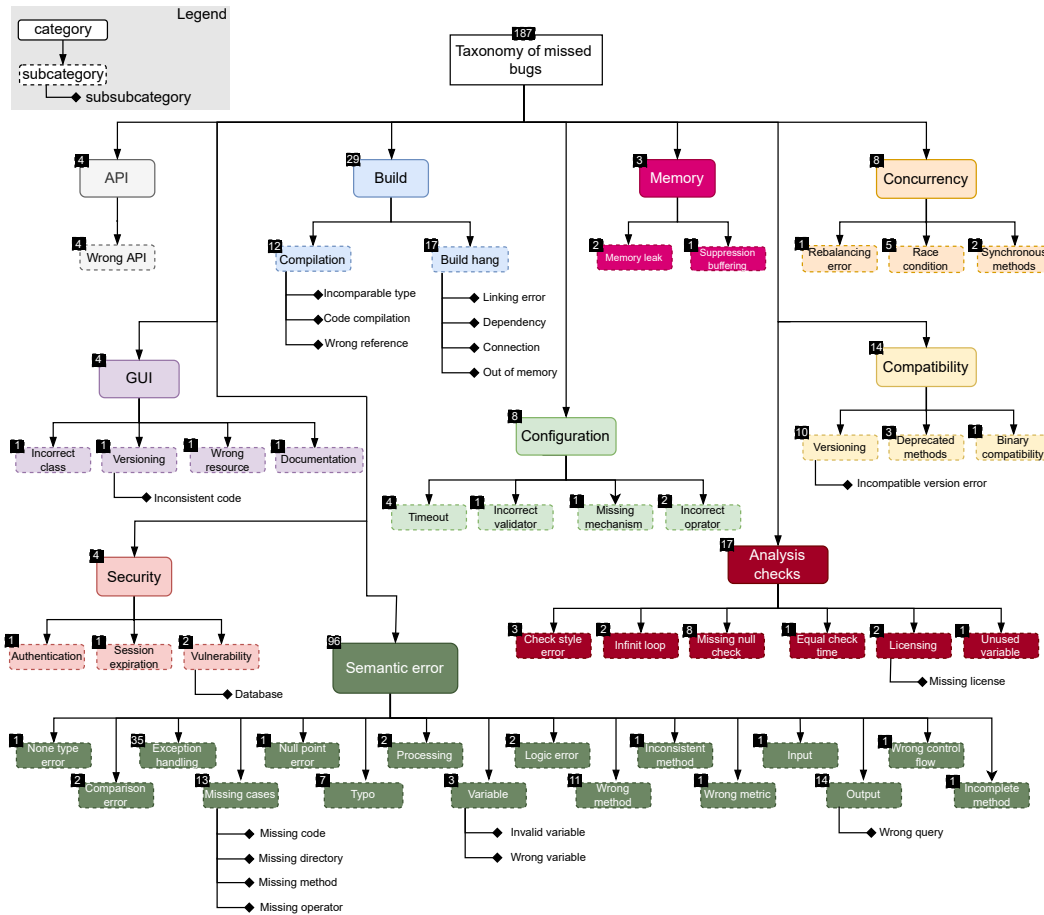 Legend
category
subcategory
subsubcategory
187
Taxonomy of missed
bugs
4
API
4
Wrong API
29
Build
12
Compilation
Incomparable type
Code compilation
Wrong reference
17
Build hang
Linking error
Dependency
Connection
Out of memory
3
Memory
2
Memory leak
1
Suppression
buffering
8
Concurrency
1
Rebalancing
error
5
Race
condition
2
Synchronous
methods
4
GUI
1
Incorrect
class
1
Versioning
Inconsistent code
1
Wrong
resource
1
Documentation
8
Configuration
4
Timeout
1
Incorrect
validator
1
Missing
mechanism
2
Incorrect
oprator
14
Compatibility
10
Versioning
Incompatible version error
3
Deprecated
methods
1
Binary
compatibility
4
Security
1
Authentication
1
Session
expiration
2
Vulnerability
Database
17
Analysis
checks
3
Check style
error
2
Infinit loop
8
Missing null
check
1
Equal check
time
2
Licensing
Missing license
1
Unused
variable
96
Semantic error
1
None type
error
35
Exception
handling
1
Null point
error
2
Processing
2
Logic error
1
Inconsistent
method
1
Input
1
Wrong control
flow
2
Comparison
error
13
Missing cases
Missing code
Missing directory
Missing method
Missing operator
7
Typo
3
Variable
Invalid variable
Wrong variable
11
Wrong
method
1
Wrong metric
14
Output
Wrong query
1
Incomplete
method